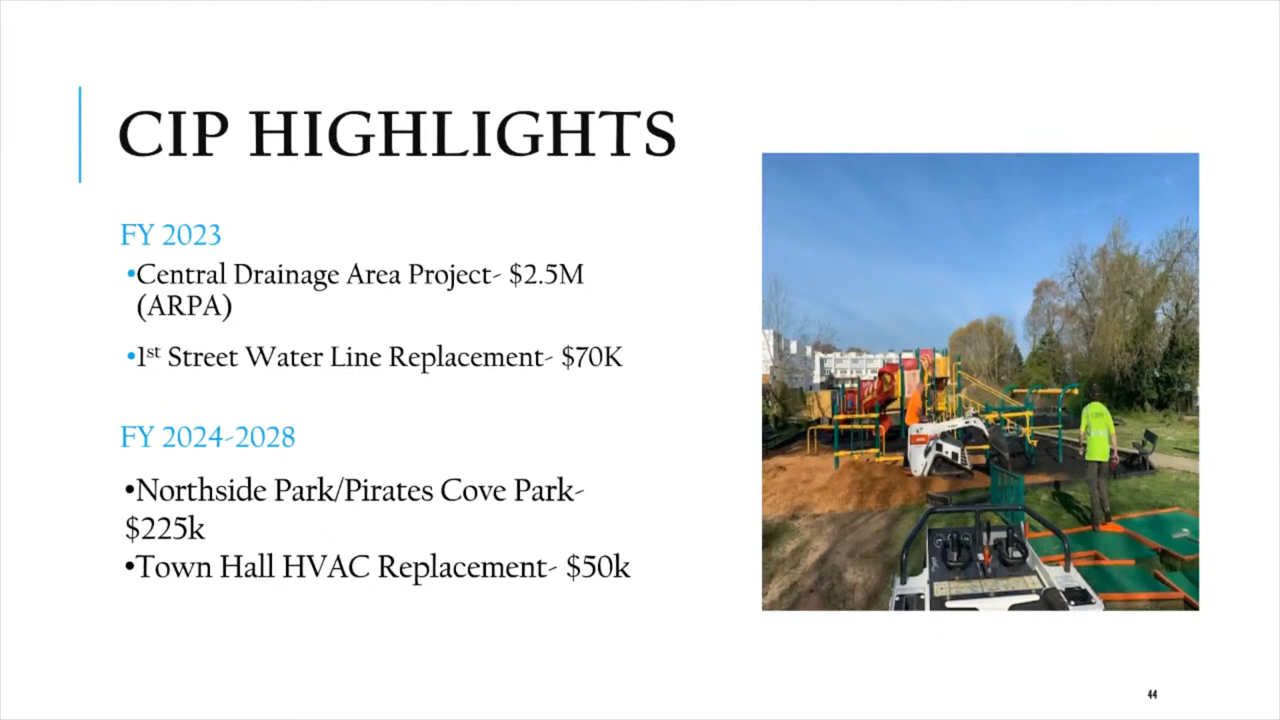 CIP HIGHLIGHTS
FY 2023
•Central Drainage Area Project- $2.5M
(ARPA)
•1st Street Water Line Replacement- $70K
FY 2024-2028
•Northside Park/Pirates Cove Park-
$225k
•Town Hall HVAC Replacement- $50k
44